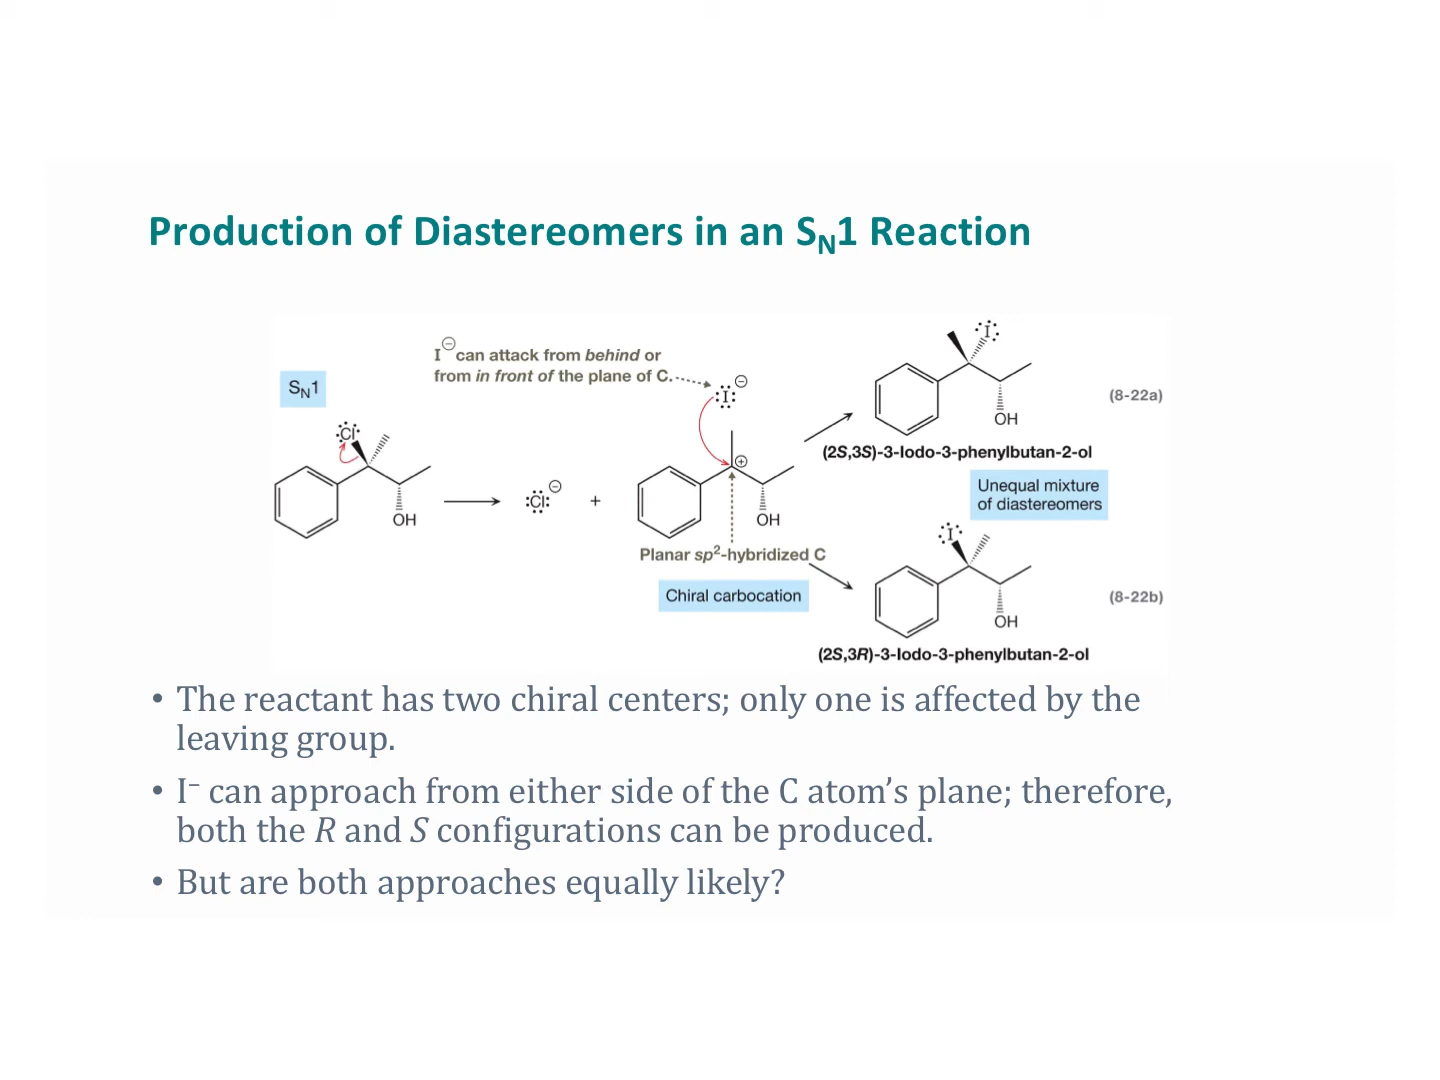 Production of Diastereomers in an SN1 Reaction
I⊖ can attack from behind or
from in front of the plane of C.
SN1
:Cl:
OH
:Cl:⊖
+
:I:⊖
⊕
OH
Planar sp²-hybridized C
Chiral carbocation
:I:
OH
(8-22a)
(2S,3S)-3-Iodo-3-phenylbutan-2-ol
Unequal mixture
of diastereomers
:I:
OH
(8-22b)
(2S,3R)-3-Iodo-3-phenylbutan-2-ol
• The reactant has two chiral centers; only one is affected by the
leaving group.
• I⁻ can approach from either side of the C atom’s plane; therefore,
both the R and S configurations can be produced.
• But are both approaches equally likely?